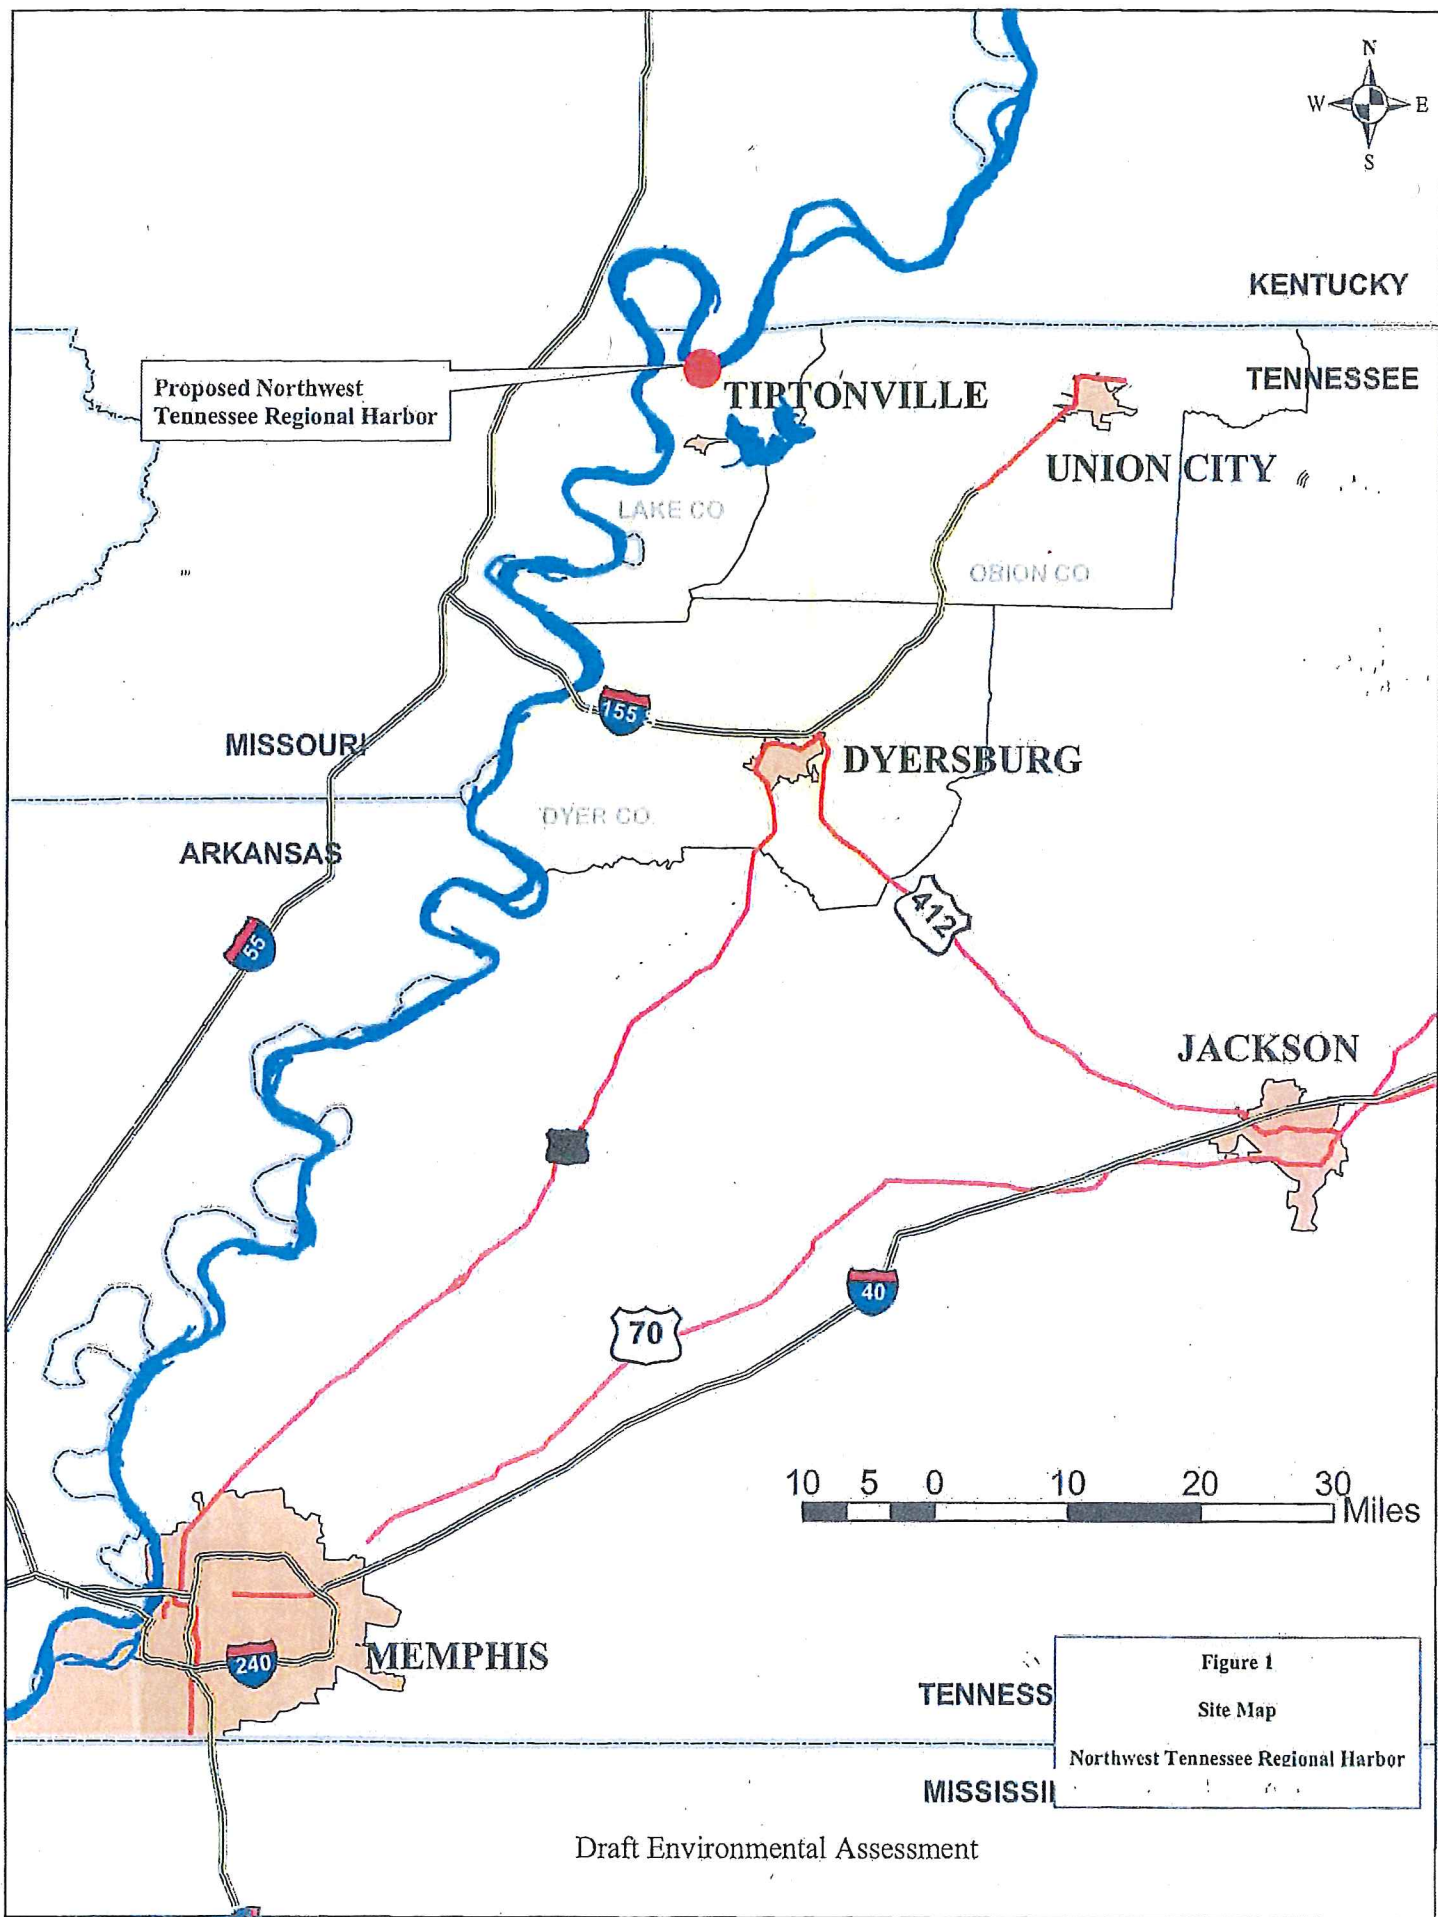 N
W E
S
KENTUCKY
TENNESSEE
Proposed Northwest
Tennessee Regional Harbor
TIPTONVILLE
UNION CITY
LAKE CO
OBION CO
155
MISSOURI
DYERSBURG
DYER CO.
ARKANSAS
412
55
JACKSON
40
70
10 5 0 10 20 30
Miles
MEMPHIS
240
TENNESS
MISSISSI
Figure 1
Site Map
Northwest Tennessee Regional Harbor
Draft Environmental Assessment